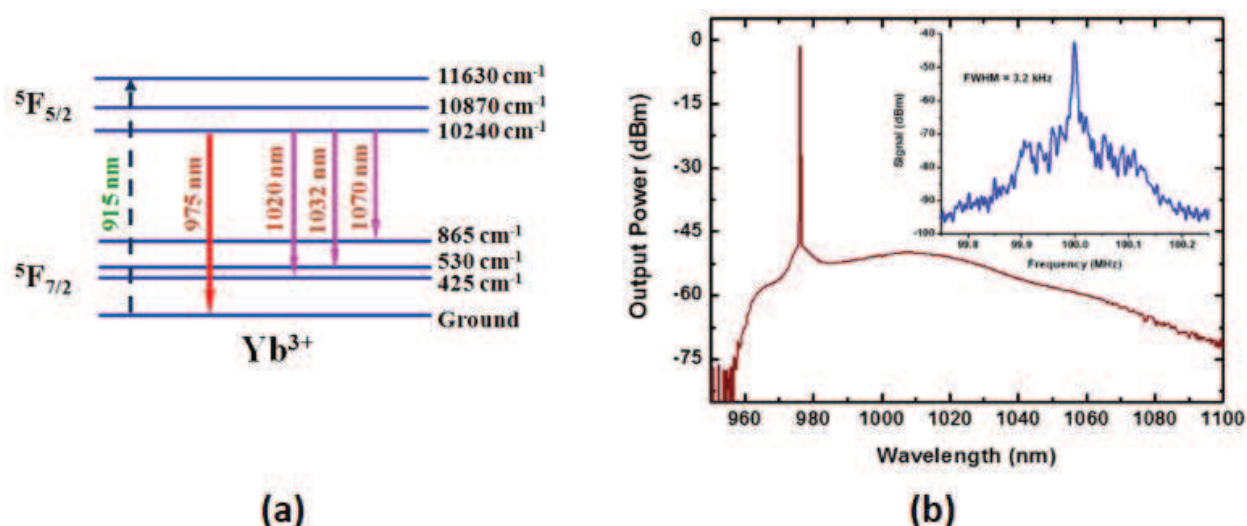 ⁵F₅/₂
11630 cm⁻¹
10870 cm⁻¹
10240 cm⁻¹
915 nm
975 nm
1020 nm
1032 nm
1070 nm
⁵F₇/₂
865 cm⁻¹
530 cm⁻¹
425 cm⁻¹
Ground
Yb³⁺
(a)
Output Power (dBm)
0
-15
-30
-45
-60
-75
960 980 1000 1020 1040 1060 1080 1100
Wavelength (nm)
Signal (dBm)
-40
-50
-60
-70
-80
-90
-100
FWHM = 3.2 kHz
99.8 99.9 100.0 100.1 100.2
Frequency (MHz)
(b)